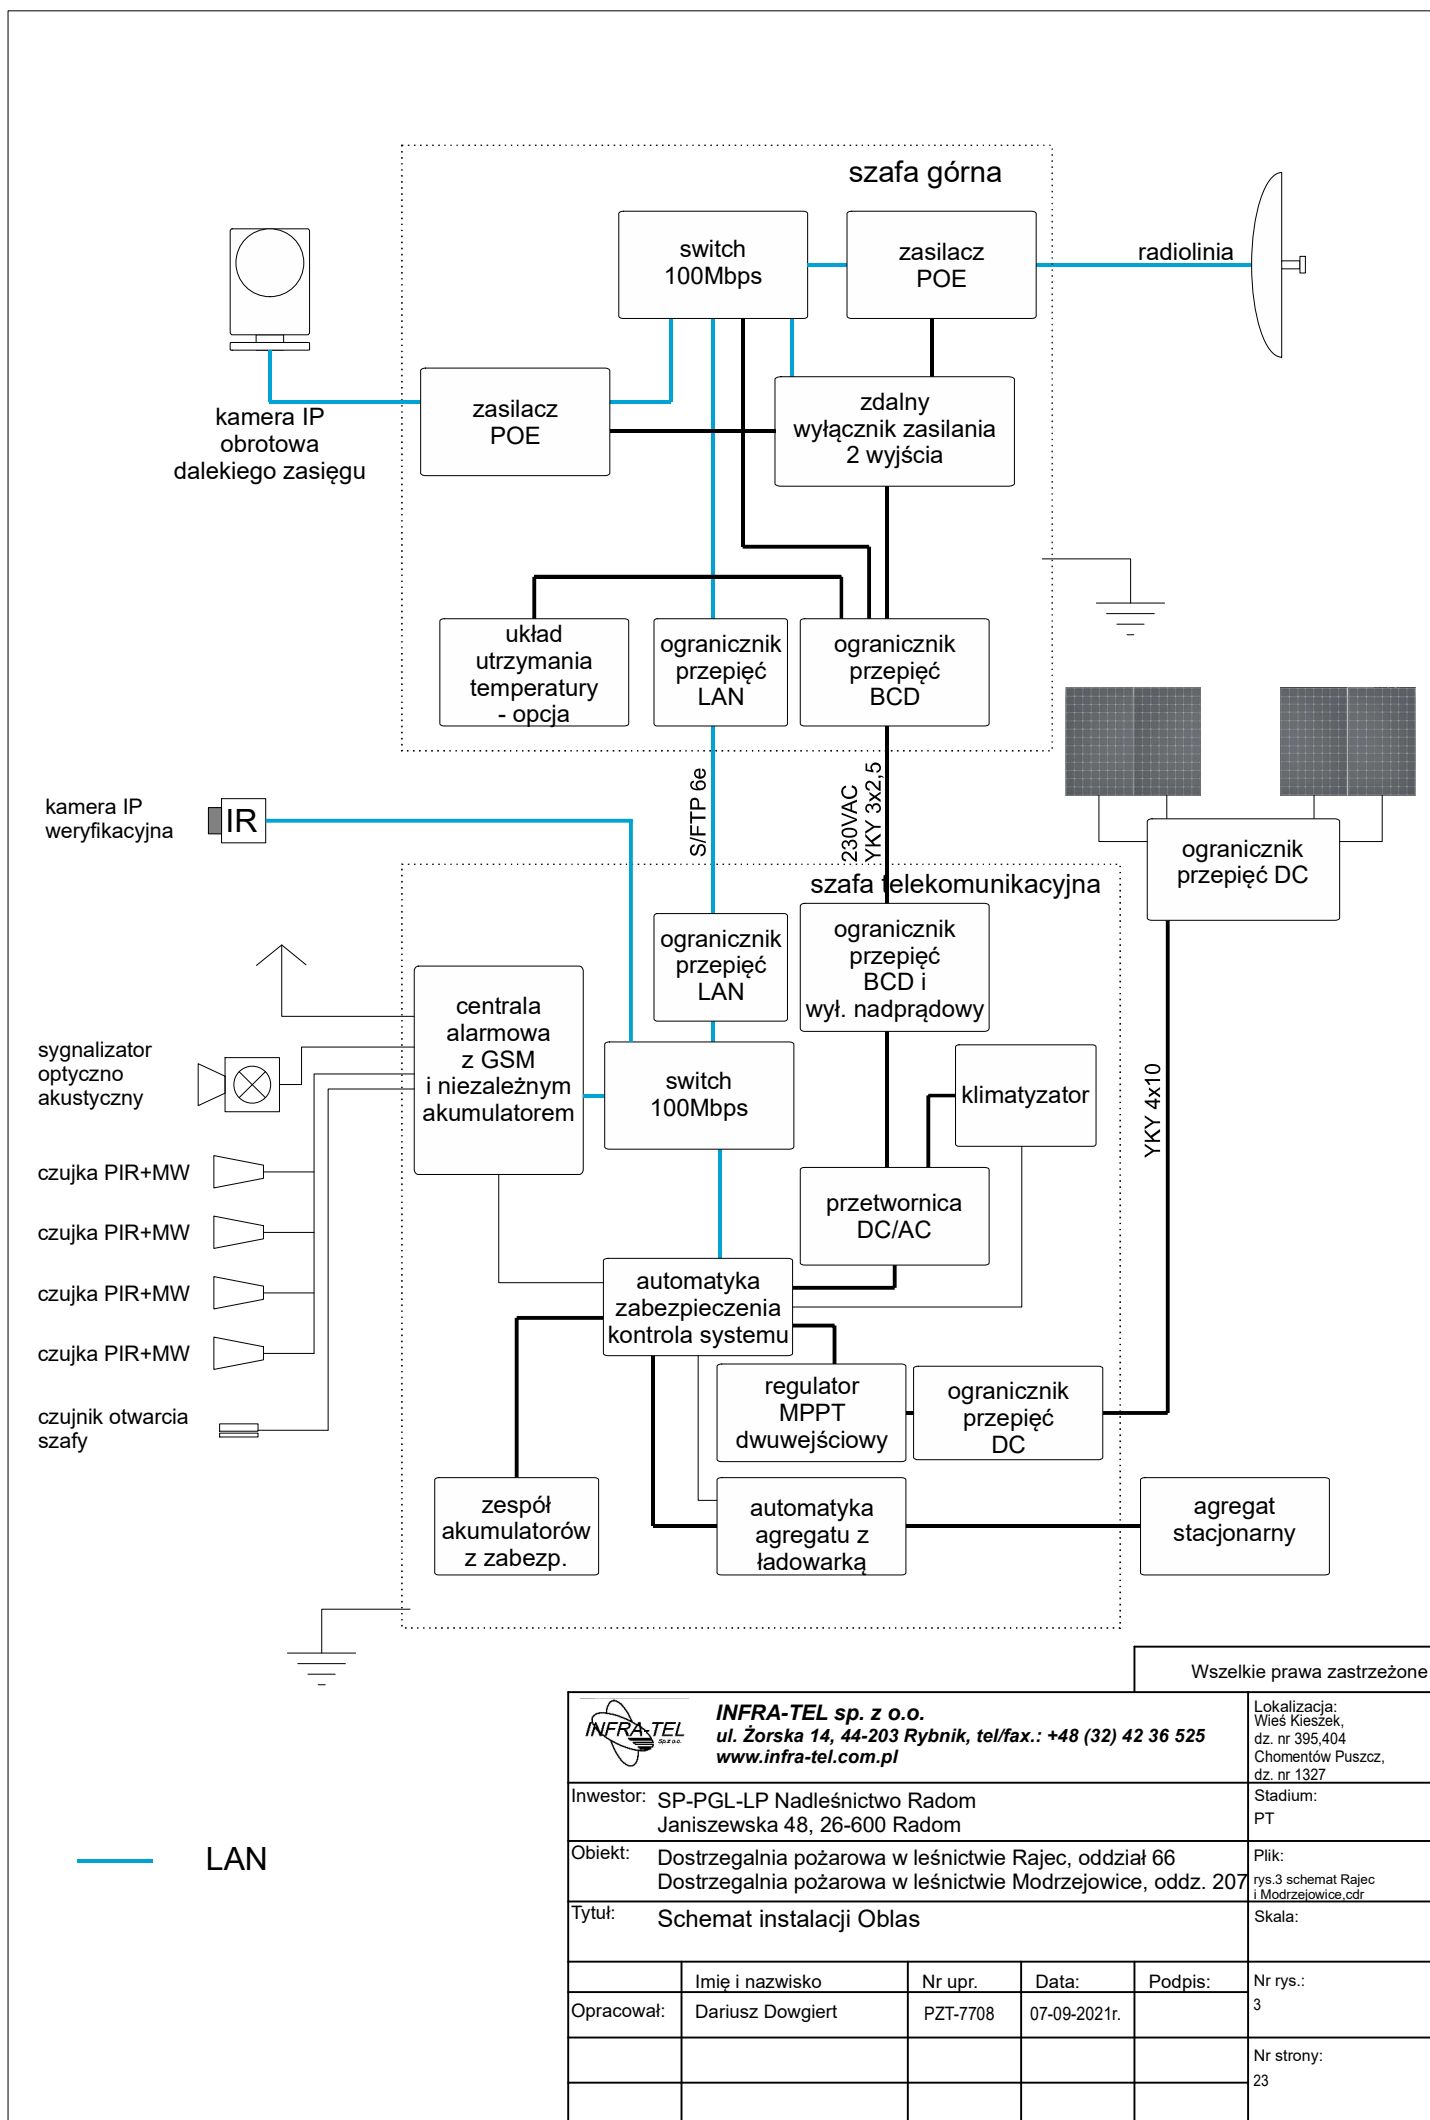 szafa górna
switch
100Mbps
zasilacz
POE
radiolinia
zasilacz
POE
zdalny
wyłącznik zasilania
2 wyjścia
kamera IP
obrotowa
dalekiego zasięgu
układ
utrzymania
temperatury
- opcja
ogranicznik
przepięć
LAN
ogranicznik
przepięć
BCD
S/FTP 6e
230VAC
YKY 3x2,5
kamera IP
weryfikacyjna
IR
ogranicznik
przepięć DC
szafa telekomunikacyjna
ogranicznik
przepięć
LAN
ogranicznik
przepięć
BCD i
wył. nadprądowy
centrala
alarmowa
z GSM
i niezależnym
akumulatorem
sygnalizator
optyczno
akustyczny
switch
100Mbps
klimatyzator
YKY 4x10
czujka PIR+MW
czujka PIR+MW
czujka PIR+MW
czujka PIR+MW
przetwornica
DC/AC
automatyka
zabezpieczenia
kontrola systemu
regulator
MPPT
dwuwejściowy
ogranicznik
przepięć
DC
czujnik otwarcia
szafy
zespół
akumulatorów
z zabezp.
automatyka
agregatu z
ładowarką
agregat
stacjonarny
Wszelkie prawa zastrzeżone
INFRA-TEL
Sp. z o.o.
INFRA-TEL sp. z o.o.
ul. Żorska 14, 44-203 Rybnik, tel/fax.: +48 (32) 42 36 525
www.infra-tel.com.pl
Lokalizacja:
Wieś Kieszek,
dz. nr 395,404
Chomentów Puszcz,
dz. nr 1327
Inwestor: SP-PGL-LP Nadleśnictwo Radom
Janiszewska 48, 26-600 Radom
Stadium:
PT
LAN
Obiekt: Dostrzegalnia pożarowa w leśnictwie Rajec, oddział 66
Dostrzegalnia pożarowa w leśnictwie Modrzejowice, oddz. 207
Plik:
rys.3 schemat Rajec
i Modrzejowice,cdr
Tytuł: Schemat instalacji Oblas
Skala:
Imię i nazwisko Nr upr. Data: Podpis:
Nr rys.:
3
Opracował: Dariusz Dowgiert PZT-7708 07-09-2021r.
Nr strony:
23